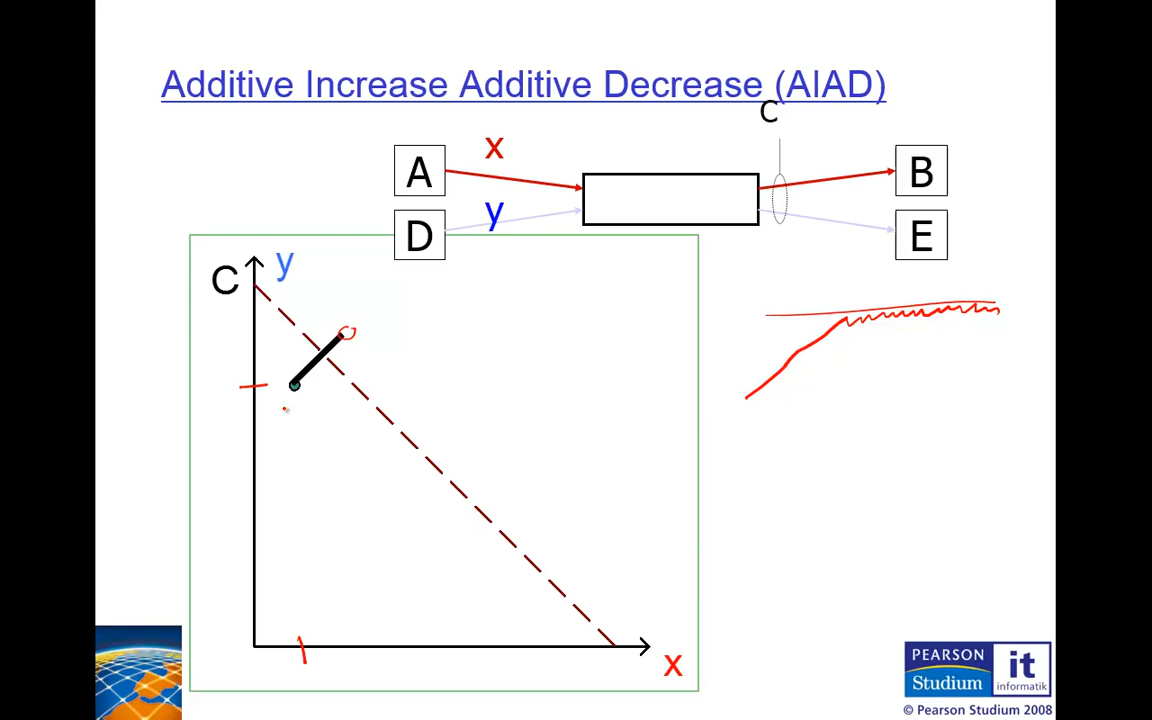 Additive Increase Additive Decrease (AIAD)
C
x
A
B
y
D
E
y
C
x
PEARSON
Studium
it
informatik
© Pearson Studium 2008